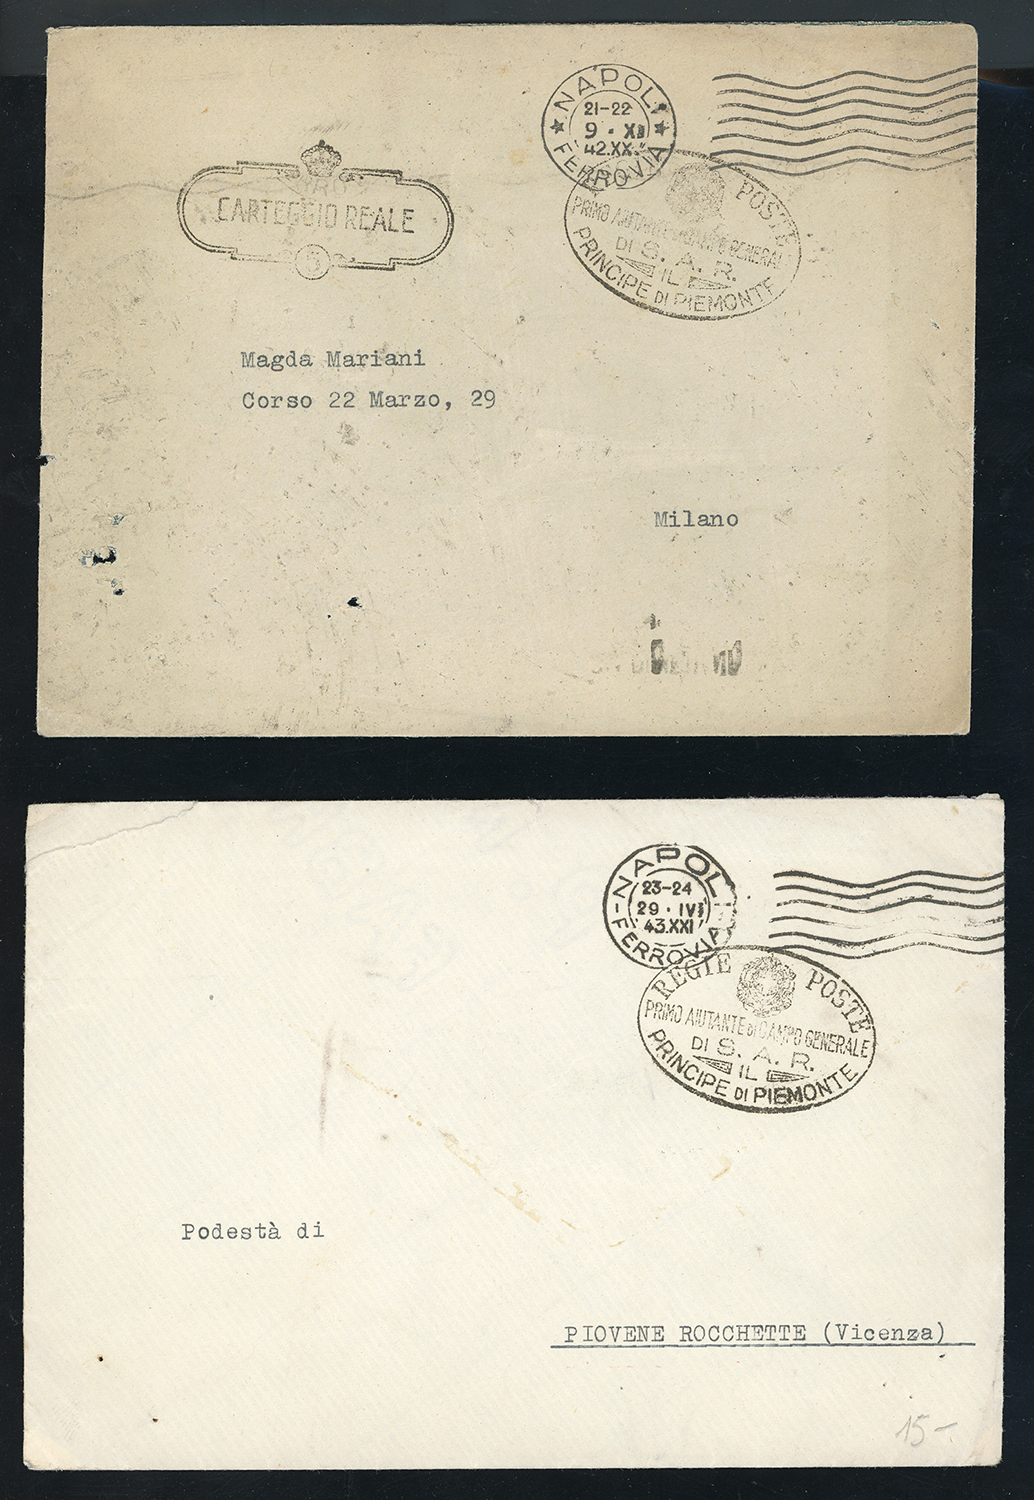 NAPOLI
21-22
9 · XI
42.XX
FERROVIA
CARTEGGIO REALE
POSTE
PRIMO AIUTANTE DI CAMPO GENERALE
DI S. A. R.
IL
PRINCIPE DI PIEMONTE
Magda Mariani
Corso 22 Marzo, 29
Milano
NAPOLI
23-24
29 · IV
43.XXI
FERROVIA
REGIE POSTE
PRIMO AIUTANTE DI CAMPO GENERALE
DI S. A. R.
IL
PRINCIPE DI PIEMONTE
Podestà di
PIOVENE ROCCHETTE (Vicenza)
15-